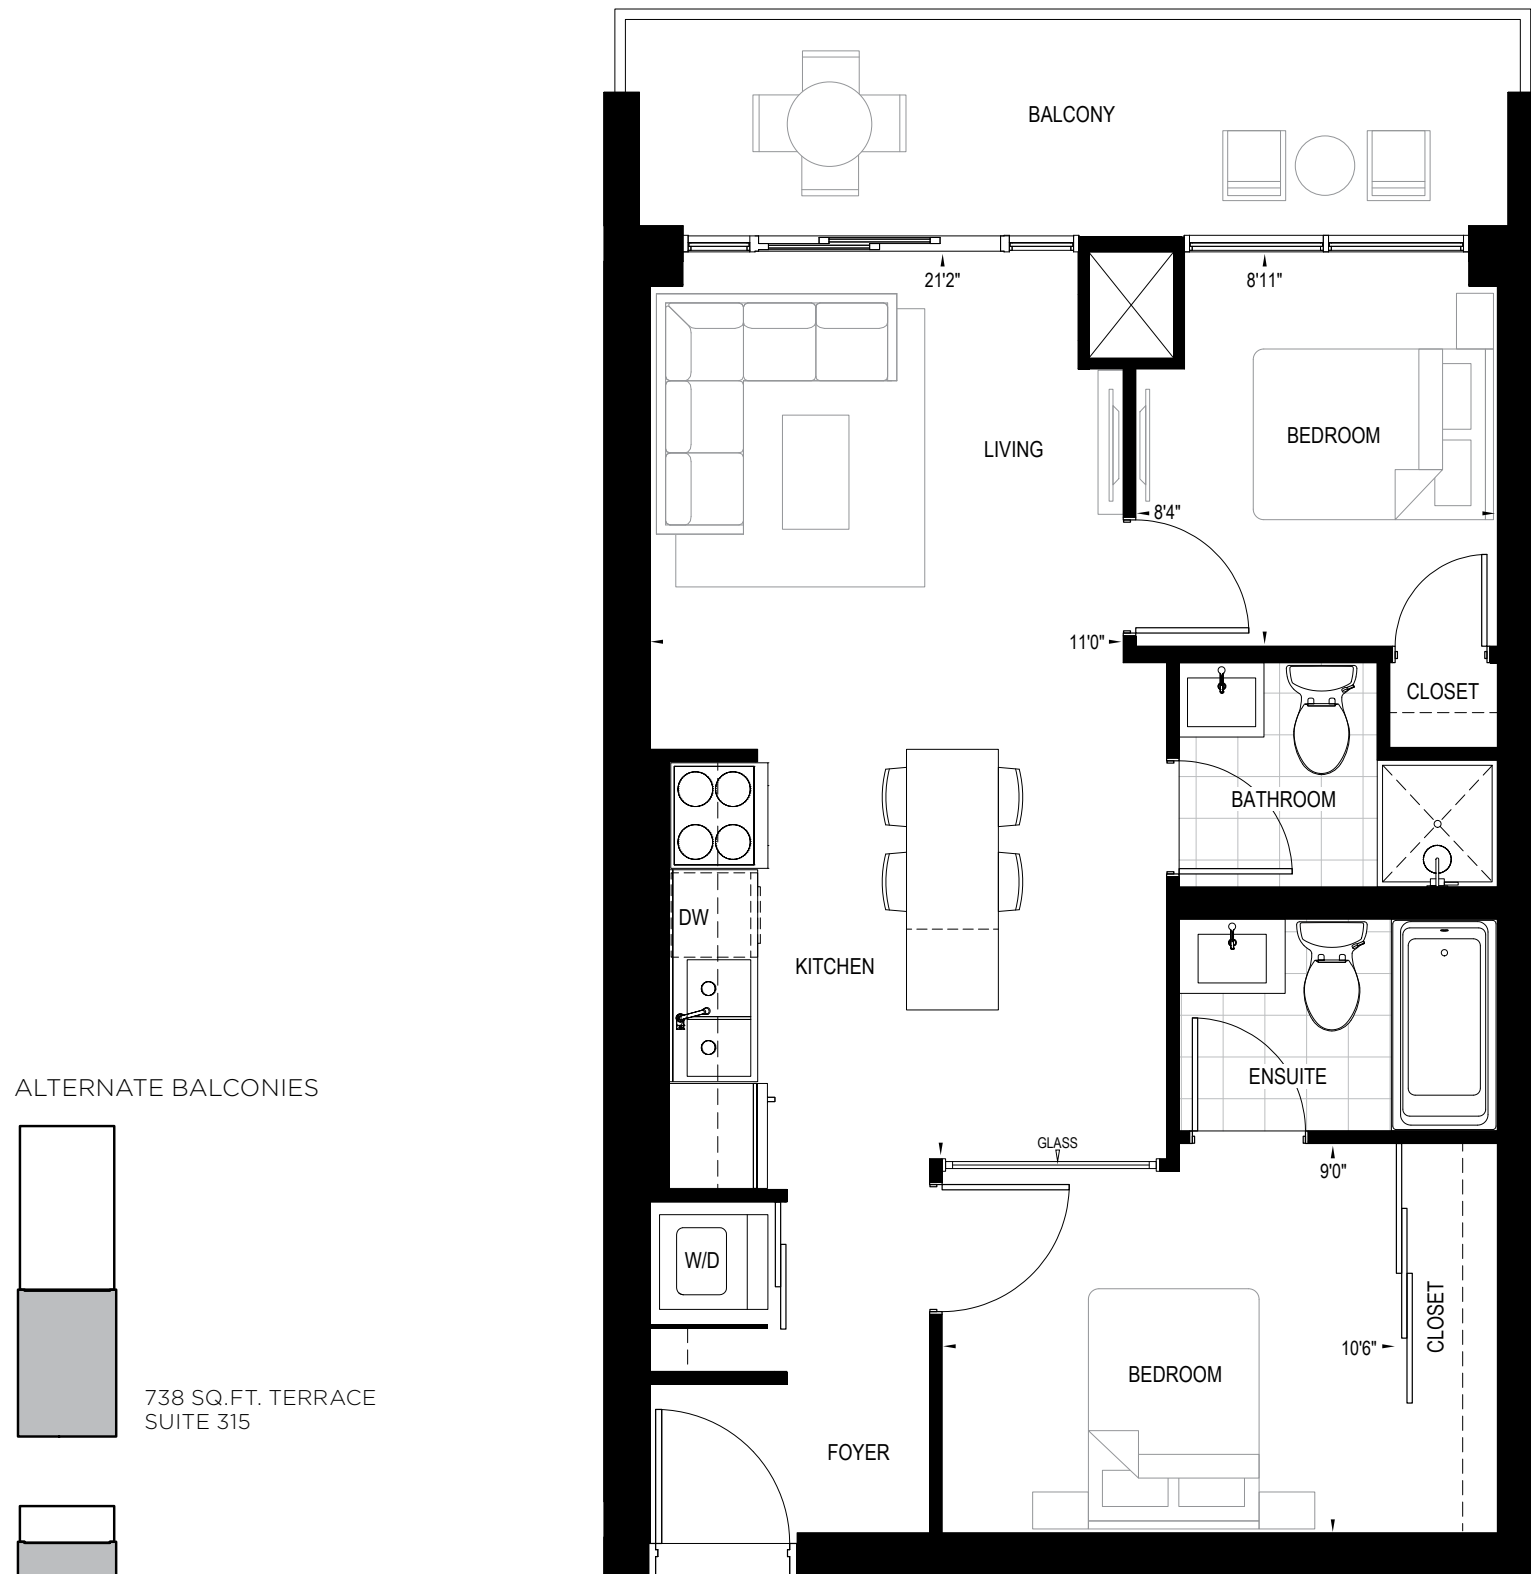 BALCONY
21'2"
8'11"
LIVING
BEDROOM
8'4"
11'0"
CLOSET
BATHROOM
DW
KITCHEN
ENSUITE
ALTERNATE BALCONIES
GLASS
9'0"
W/D
CLOSET
10'6"
BEDROOM
738 SQ.FT. TERRACE
SUITE 315
FOYER